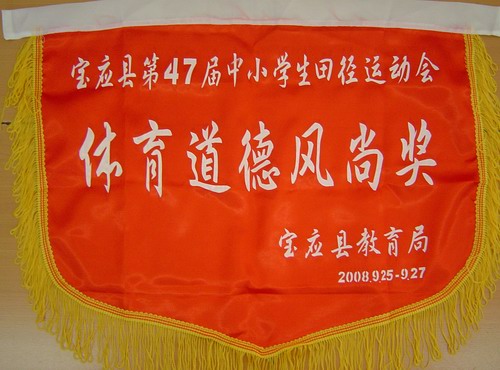 宝应县第47届中小学生田径运动会
体育道德风尚奖
宝应县教育局
2008.9.25-9.27